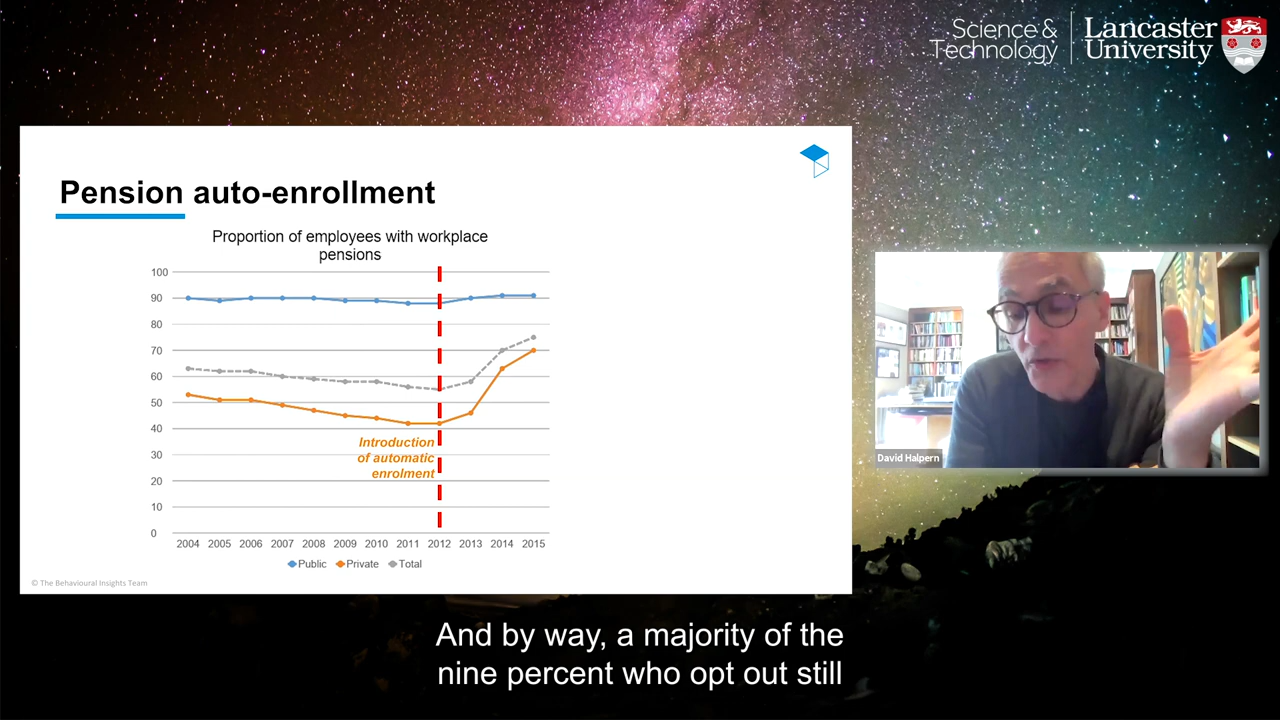 Science &
Technology
Lancaster
University
Pension auto-enrollment
Proportion of employees with workplace
pensions
100
90
80
70
60
50
40
30
20
10
0
Introduction
of automatic
enrolment
2004 2005 2006 2007 2008 2009 2010 2011 2012 2013 2014 2015
Public Private Total
© The Behavioural Insights Team
David Halpern
And by way, a majority of the
nine percent who opt out still